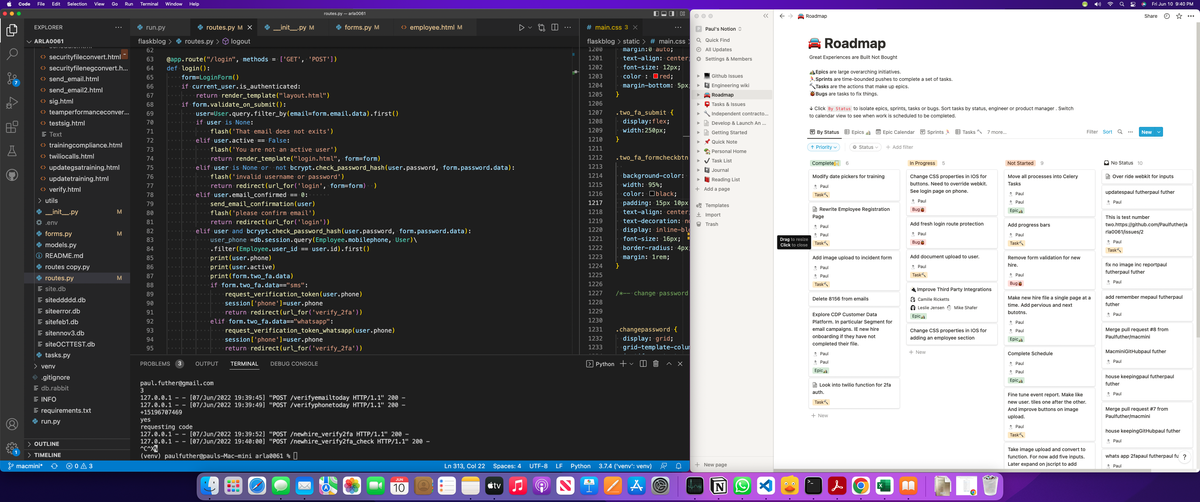 Code File Edit Selection View Go Run Terminal Window Help
Fri Jun 10 9:40 PM
routes.py — arla0061
EXPLORER
ARLA0061
securityfileconversion.html
securityfilenegconvert.h...
send_email.html
send_email2.html
sig.html
teamperformanceconver...
testsig.html
Text
trainingcompliance.html
twiliocalls.html
updatesgatraining.html
updatetraining.html
verify.html
utils
__init__.py M
.env
forms.py M
models.py
README.md
routes copy.py
routes.py M
site.db
siteddddd.db
siteerror.db
sitefeb1.db
sitennov3.db
siteOCTTEST.db
tasks.py
venv
.gitignore
db.rabbit
INFO
requirements.txt
run.py
OUTLINE
TIMELINE
run.py
routes.py M
__init__.py M
forms.py M
employee.html M
flaskblog > routes.py > logout
62
63 @app.route("/login", methods = ['GET', 'POST'])
64 def login():
65 form=LoginForm()
66 if current_user.is_authenticated:
67 return render_template("layout.html")
68 if form.validate_on_submit():
69 user=User.query.filter_by(email=form.email.data).first()
70 if user is None:
71 flash('That email does not exits')
72 elif user.active == False:
73 flash('You are not an active user')
74 return render_template("login.html", form=form)
75 elif user is None or not bcrypt.check_password_hash(user.password, form.password.data):
76 flash('invalid username or password')
77 return redirect(url_for('login', form=form) )
78 elif user.email_confirmed == 0:
79 send_email_confirmation(user)
80 flash('please confirm email')
81 return redirect(url_for('login'))
82 elif user and bcrypt.check_password_hash(user.password, form.password.data):
83 user_phone =db.session.query(Employee.mobilephone, User)\
84 .filter(Employee.user_id == user.id).first()
85 print(user.phone)
86 print(user.active)
87 print(form.two_fa.data)
88 if form.two_fa.data=="sms":
89 request_verification_token(user.phone)
90 session['phone']=user.phone
91 return redirect(url_for('verify_2fa'))
92 elif form.two_fa.data=="whatsapp":
93 request_verification_token_whatsapp(user.phone)
94 session['phone']=user.phone
95 return redirect(url_for('verify_2fa'))
# main.css 3
flaskblog > static > # main.css
1200 margin:0 auto;
1201 text-align: center
1202 font-size: 12px;
1203 color : red;
1204 margin-bottom: 5px
1205 }
1206
1207 .two_fa_submit {
1208 display:flex;
1209 width:250px;
1210 }
1211
1212 .two_fa_formcheckbtn
1213
1214 background-color:
1215 width: 95%;
1216 color: black;
1217 padding: 15px 10px
1218 text-align: center
1219 text-decoration: n
1220 display: inline-bl
1221 font-size: 16px;
1222 border-radius: 4px
1223 margin: 1rem;
1224 }
1225
1226
1227 /*-- change password
1228
1229
1230
1231 .changepassword {
1232 display: grid;
1233 grid-template-colum
PROBLEMS 3 OUTPUT TERMINAL DEBUG CONSOLE
Python
paul.futher@gmail.com
3
127.0.0.1 - - [07/Jun/2022 19:39:45] "POST /verifyemailtoday HTTP/1.1" 200 -
127.0.0.1 - - [07/Jun/2022 19:39:49] "POST /verifyphonetoday HTTP/1.1" 200 -
+15196707469
yes
requesting code
127.0.0.1 - - [07/Jun/2022 19:39:52] "POST /newhire_verify2fa HTTP/1.1" 200 -
127.0.0.1 - - [07/Jun/2022 19:40:00] "POST /newhire_verify2fa_check HTTP/1.1" 200 -
^C^X%
(venv) paulfuther@pauls-Mac-mini arla0061 %
macmini* 0 3
Ln 313, Col 22 Spaces: 4 UTF-8 LF Python 3.7.4 ('venv': venv)
Paul's Notion
Quick Find
All Updates
Settings & Members
Github Issues
Engineering wiki
Roadmap
Tasks & Issues
Independent contracto...
Develop & Launch An ...
Getting Started
Quick Note
Personal Home
Task List
Journal
Reading List
Add a page
Templates
Import
Trash
New page
Drag to resize
Click to close
Roadmap
Share
Roadmap
Great Experiences are Built Not Bought
Epics are large overarching initiatives.
Sprints are time-bounded pushes to complete a set of tasks.
Tasks are the actions that make up epics.
Bugs are tasks to fix things.
↓ Click By Status to isolate epics, sprints, tasks or bugs. Sort tasks by status, engineer or product manager . Switch
to calendar view to see when work is scheduled to be completed.
By Status Epics Epic Calendar Sprints Tasks 7 more...
Filter Sort New
Priority Status Add filter
Complete 6
Modify date pickers for training
Paul
Task
Rewrite Employee Registration
Page
Paul
Paul
Task
Add image upload to incident form
Paul
Paul
Task
Delete 8156 from emails
Explore CDP Customer Data
Platform. In particular Segment for
email campaigns. IE new hire
onboarding if they have not
completed their file.
Paul
Paul
Epic
Look into twilio function for 2fa
auth.
Task
New
In Progress 5
Change CSS properties in IOS for
buttons. Need to override webkit.
See login page on phone.
Paul
Bug
Add fresh login route protection
Paul
Bug
Add document upload to user.
Paul
Task
Improve Third Party Integrations
Camille Ricketts
Leslie Jensen Mike Shafer
Epic
Change CSS properties in IOS for
adding an employee section
New
Not Started 9
Move all processes into Celery
Tasks
Paul
Paul
Epic
Add progress bars
Paul
Task
Remove form validation for new
hire.
Paul
Bug
Make new hire file a single page at a
time. Add pervious and next
butotns.
Paul
Paul
Epic
Complete Schedule
Paul
Paul
Epic
Fine tune event report. Make like
new user. tiles one after the other.
And improve buttons on image
upload.
Paul
Task
Take image upload and convert to
function. For now add five inputs.
Later expand on jscript to add
No Status 10
Over ride webkit for inputs
updatespaul futherpaul futher
Paul
This is test number
two.https://github.com/Paulfuther/a
rla0061/issues/2
Paul
Task
fix no image inc reportpaul
futherpaul futher
Paul
add remember mepaul futherpaul
futher
Paul
Merge pull request #8 from
Paulfuther/macmini
MacminiGitHubpaul futher
Paul
house keepingpaul futherpaul
futher
Paul
Merge pull request #7 from
Paulfuther/macmini
house keepingGitHubpaul futher
Paul
whats app 2fapaul futherpaul fu
Paul
?
JUN
10
tv